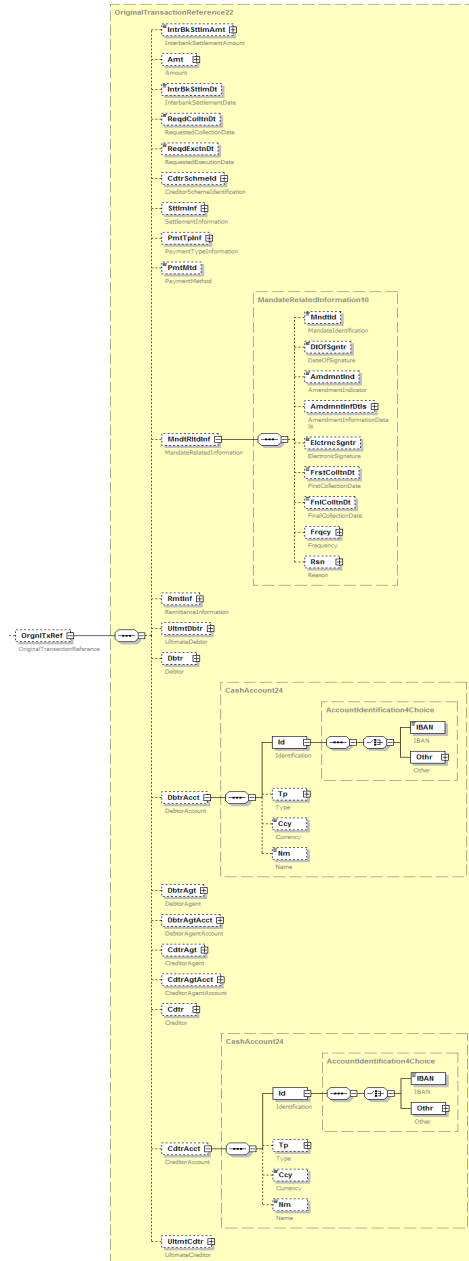 OriginalTransactionReference22
IntrBkSttlmAmt
InterbankSettlementAmount
Amt
Amount
IntrBkSttlmDt
InterbankSettlementData
ReqdColltnDt
RequestedCollectionDate
ReqdExctnDt
RequestedExecutionDate
CdtrSchmeId
CreditorSchemeIdentification
SttlmInf
SettlementInformation
PmtTpInf
PaymentTypeInformation
PmtMtd
PaymentMethod
MandateRelatedInformation10
MndtId
MandateIdentification
DtOfSgntr
DateOfSignature
AmdmntInd
AmendmentIndicator
AmdmntInfDtls
AmendmentInformationDeta
ils
MndtRltdInf
MandateRelatedInformation
ElctrncSgntr
ElectronicSignature
FrstColltnDt
FirstCollectionDate
FnlColltnDt
FinalCollectionDate
Frqcy
Frequency
Rsn
Reason
RmtInf
RemittanceInformation
UltmtDbtr
UltimateDebtor
OrgnlTxRef
OriginalTransactionReference
Dbtr
Debtor
CashAccount24
AccountIdentification4Choice
IBAN
IBAN
Id
Identification
Othr
Other
DbtrAcct
DebtorAccount
Tp
Type
Ccy
Currency
Nm
Name
DbtrAgt
DebtorAgent
DbtrAgtAcct
DebtorAgentAccount
CdtrAgt
CreditorAgent
CdtrAgtAcct
CreditorAgentAccount
Cdtr
Creditor
CashAccount24
AccountIdentification4Choice
IBAN
IBAN
Id
Identification
Othr
Other
CdtrAcct
CreditorAccount
Tp
Type
Ccy
Currency
Nm
Name
UltmtCdtr
UltimateCreditor